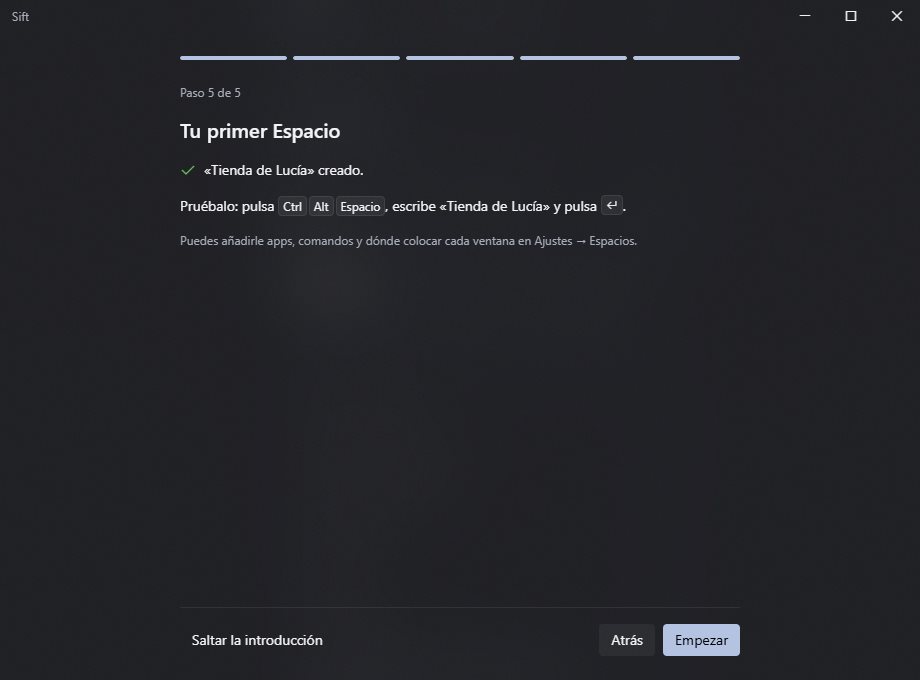 Sift
Paso 5 de 5
Tu primer Espacio
«Tienda de Lucía» creado.
Pruébalo: pulsa Ctrl Alt Espacio, escribe «Tienda de Lucía» y pulsa ↵.
Puedes añadirle apps, comandos y dónde colocar cada ventana en Ajustes → Espacios.
Saltar la introducción
Atrás
Empezar